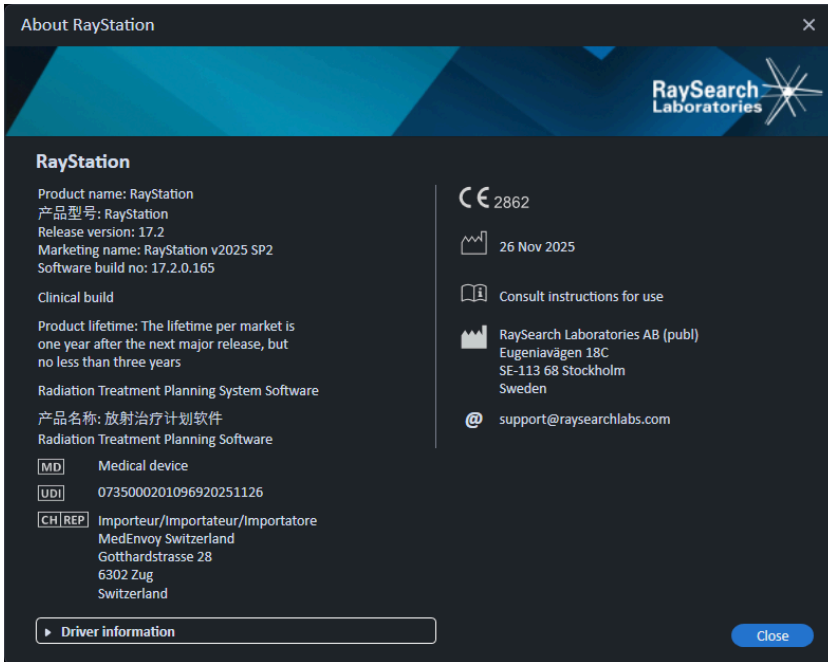 About RayStation
RaySearch
Laboratories
RayStation
Product name: RayStation
产品型号: RayStation
Release version: 17.2
Marketing name: RayStation v2025 SP2
Software build no: 17.2.0.165
Clinical build
Product lifetime: The lifetime per market is
one year after the next major release, but
no less than three years
Radiation Treatment Planning System Software
产品名称: 放射治疗计划软件
Radiation Treatment Planning Software
MD Medical device
UDI 0735000201096920251126
CH REP Importeur/Importateur/Importatore
MedEnvoy Switzerland
Gotthardstrasse 28
6302 Zug
Switzerland
Driver information
CE 2862
26 Nov 2025
Consult instructions for use
RaySearch Laboratories AB (publ)
Eugeniavägen 18C
SE-113 68 Stockholm
Sweden
@ support@raysearchlabs.com
Close